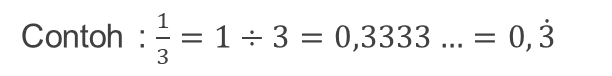 Contoh : 1/3 = 1 ÷ 3 = 0,3333 ... = 0, 3̇